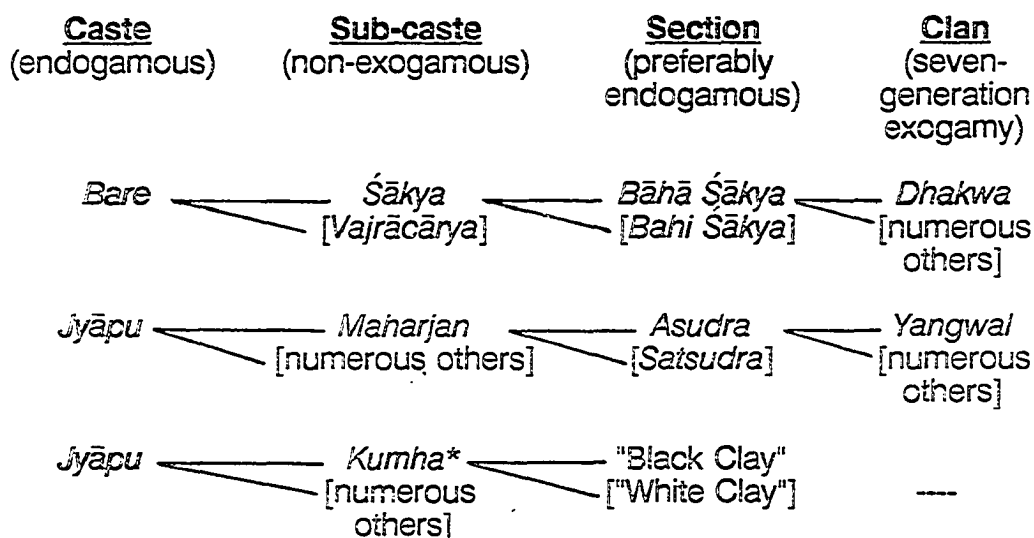 Caste Sub-caste Section Clan
(endogamous) (non-exogamous) (preferably (seven-
endogamous) generation
exogamy)
Bare Śākya Bāhā Śākya Dhakwa
[Vajrācārya] [Bahi Śākya] [numerous
others]
Jyāpu Maharjan Asudra Yangwal
[numerous others] [Satsudra] [numerous
others]
Jyāpu Kumha* "Black Clay"
[numerous ["White Clay"] ----
others]